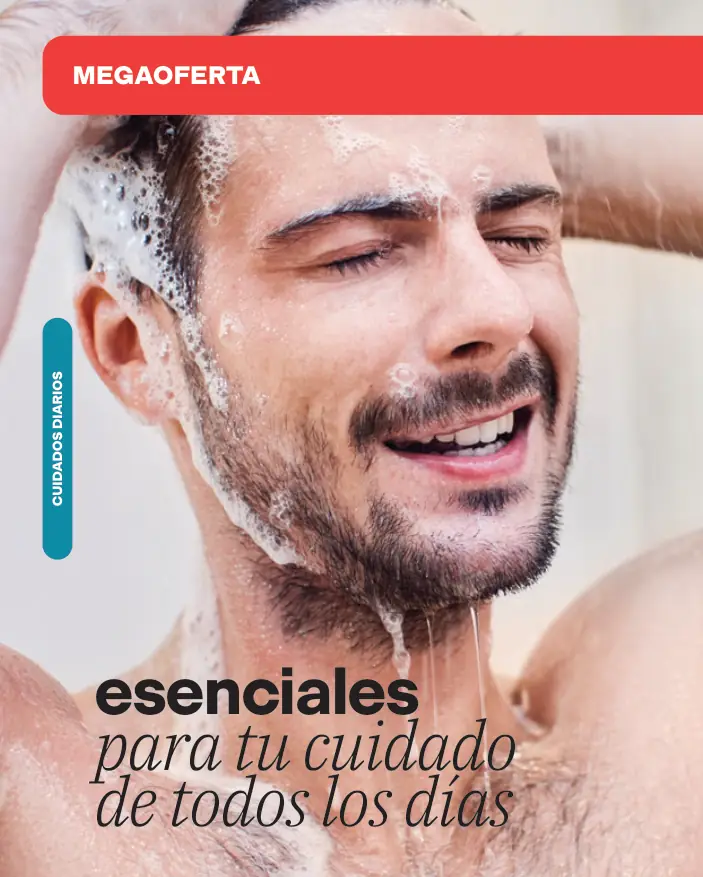 MEGAOFERTA
CUIDADOS DIARIOS
esenciales
para tu cuidado
de todos los días